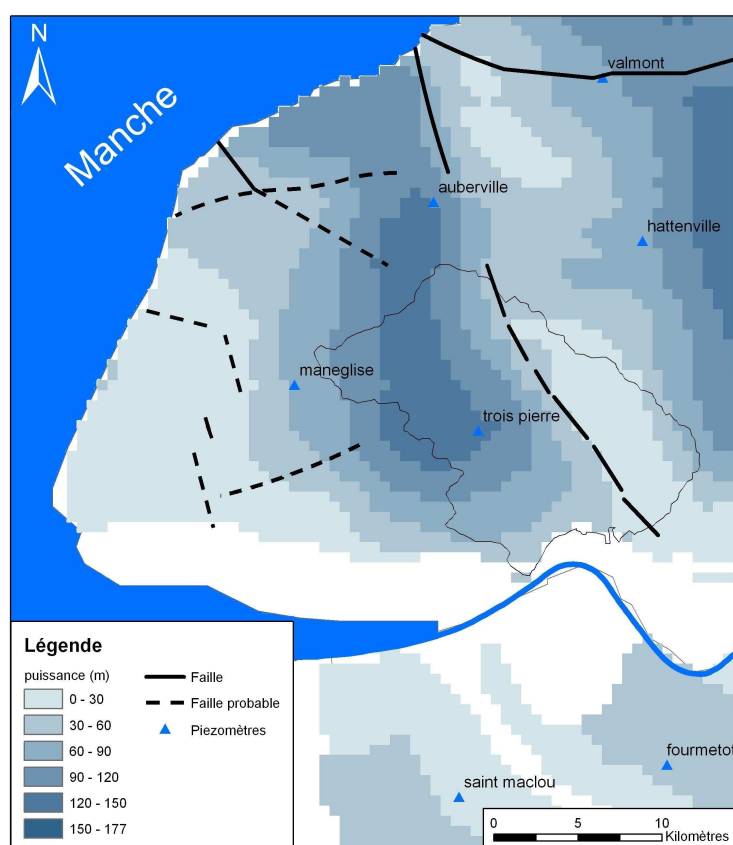 N
Manche
valmont
auberville
hattenville
maneglise
trois pierre
Légende
puissance (m)
0 - 30
30 - 60
60 - 90
90 - 120
120 - 150
150 - 177
Faille
Faille probable
Piezomètres
fourmetot
saint maclou
0 5 10
Kilomètres